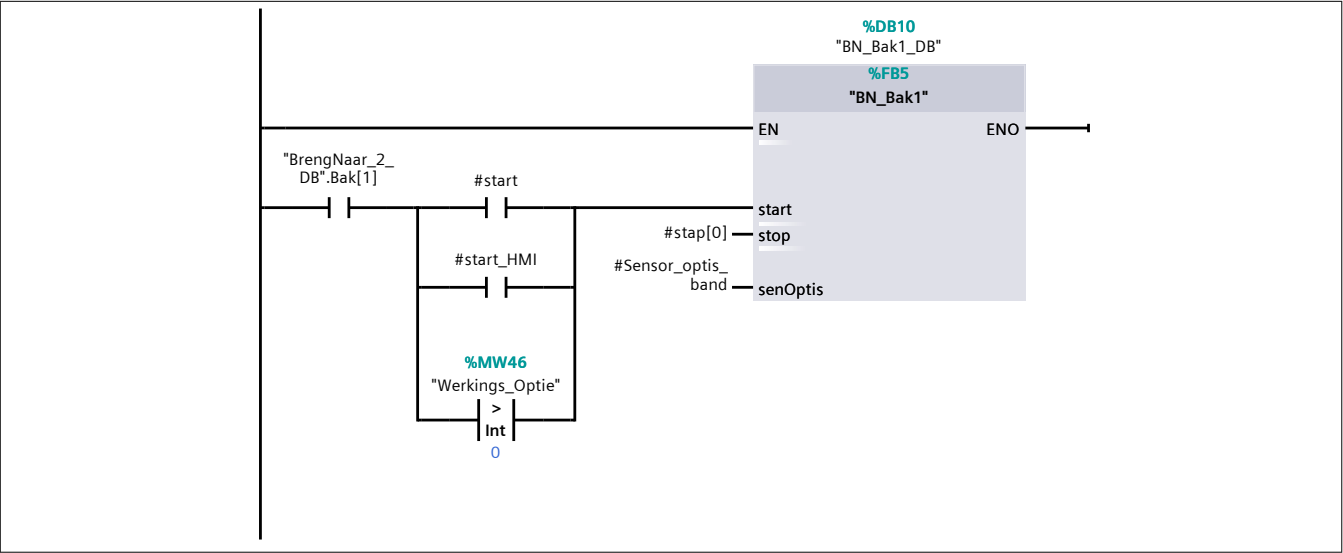 %DB10
"BN_Bak1_DB"
%FB5
"BN_Bak1"
EN
ENO
"BrengNaar_2_
DB".Bak[1]
#start
start
#stap[0]
stop
#start_HMI
#Sensor_optis_
band
senOptis
%MW46
"Werkings_Optie"
>
Int
0